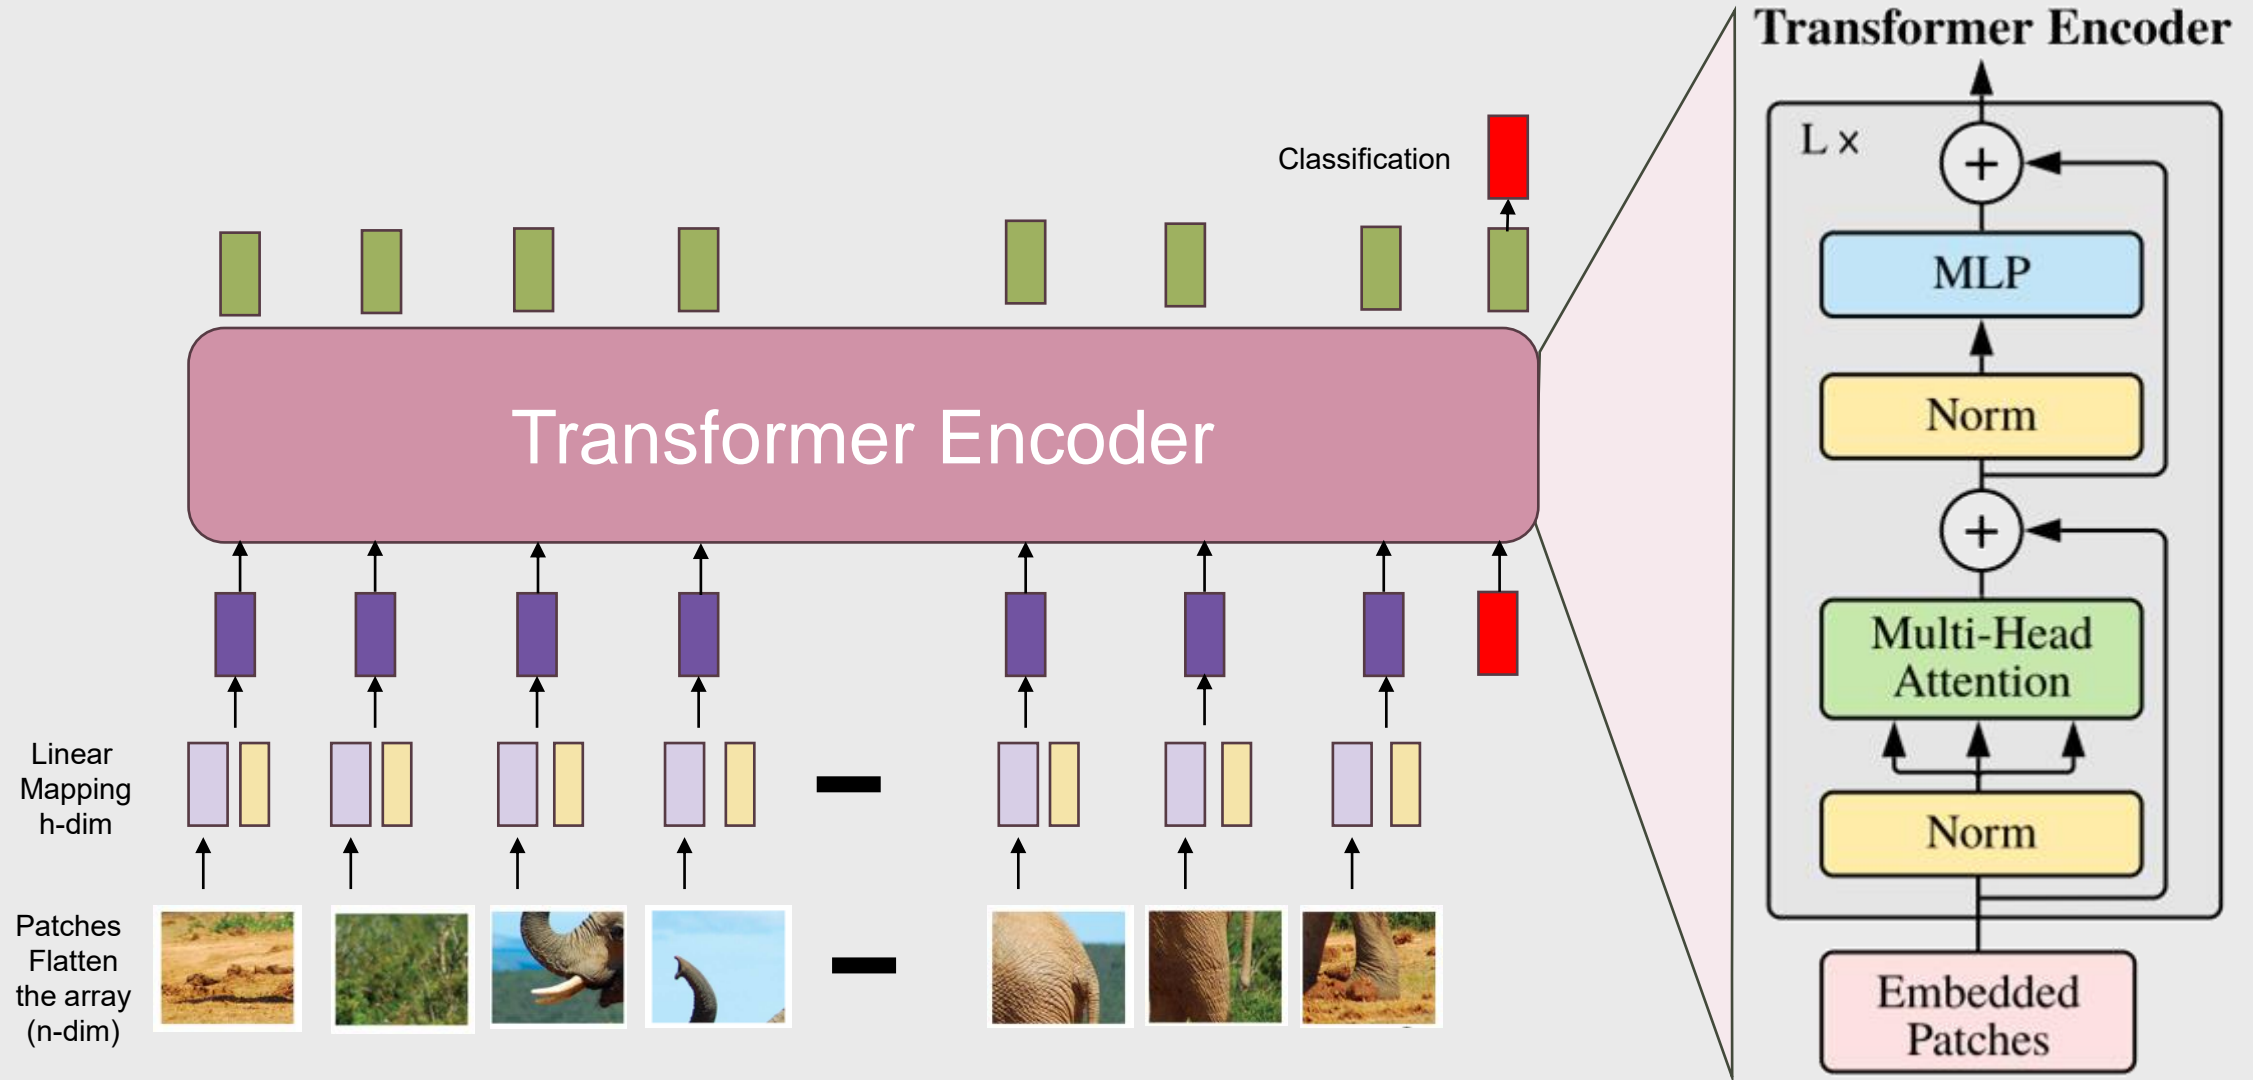 Transformer Encoder
L ×
+
MLP
Norm
+
Multi-Head
Attention
Norm
Embedded
Patches
Classification
Transformer Encoder
Linear
Mapping
h-dim
Patches
Flatten
the array
(n-dim)